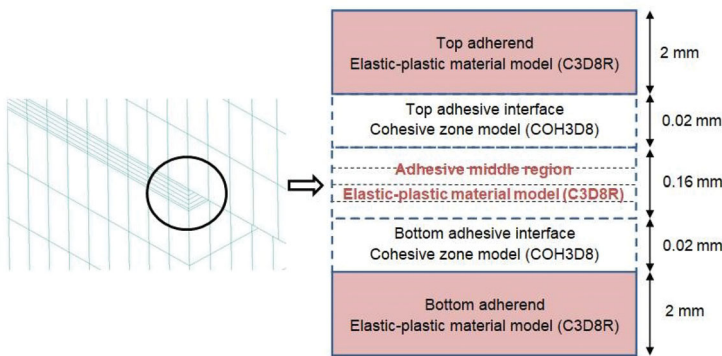 Top adherend
Elastic-plastic material model (C3D8R)
2 mm
Top adhesive interface
Cohesive zone model (COH3D8)
0.02 mm
Adhesive middle region
Elastic-plastic material model (C3D8R)
0.16 mm
Bottom adhesive interface
Cohesive zone model (COH3D8)
0.02 mm
Bottom adherend
Elastic-plastic material model (C3D8R)
2 mm